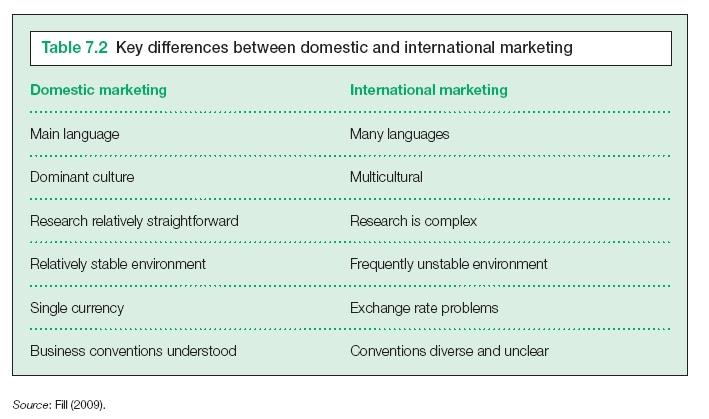 Table 7.2 Key differences between domestic and international marketing
Domestic marketing International marketing
Main language Many languages
Dominant culture Multicultural
Research relatively straightforward Research is complex
Relatively stable environment Frequently unstable environment
Single currency Exchange rate problems
Business conventions understood Conventions diverse and unclear
Source: Fill (2009).